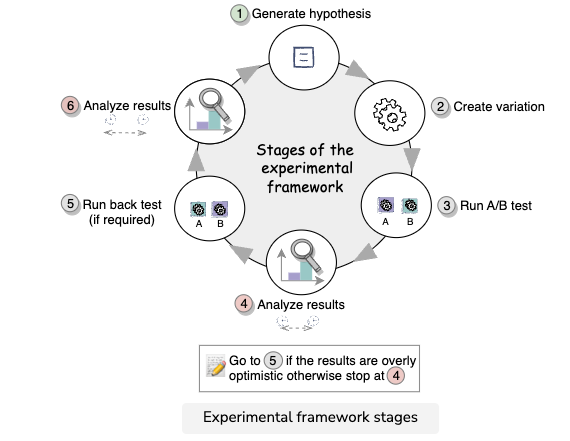 1 Generate hypothesis
6 Analyze results
2 Create variation
Stages of the
experimental
framework
5 Run back test
(if required)
A B
A B
3 Run A/B test
4 Analyze results
Go to 5 if the results are overly
optimistic otherwise stop at 4
Experimental framework stages